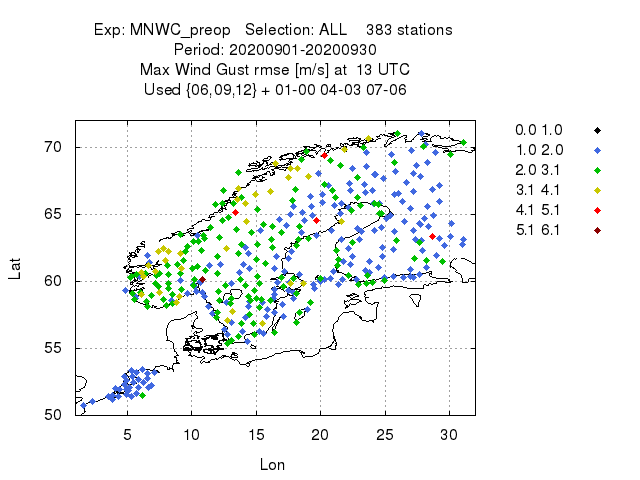 Exp: MNWC_preop Selection: ALL 383 stations
Period: 20200901-20200930
Max Wind Gust rmse [m/s] at 13 UTC
Used {06,09,12} + 01-00 04-03 07-06
0.0 1.0
1.0 2.0
2.0 3.1
3.1 4.1
4.1 5.1
5.1 6.1
70
65
60
55
50
Lat
5 10 15 20 25 30
Lon